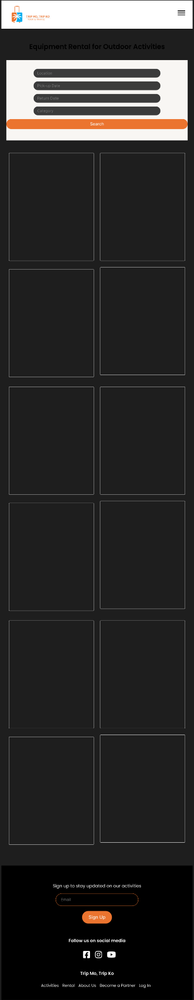 TRIP MO, TRIP KO
TOUR & TRAVEL
Equipment Rental for Outdoor Activities
Location
Pick-up Date
Return Date
Category
Search
Sign up to stay updated on our activities
Email
Sign Up
Follow us on social media
Trip Mo, Trip Ko
Activities Rental About Us Become a Partner Log In